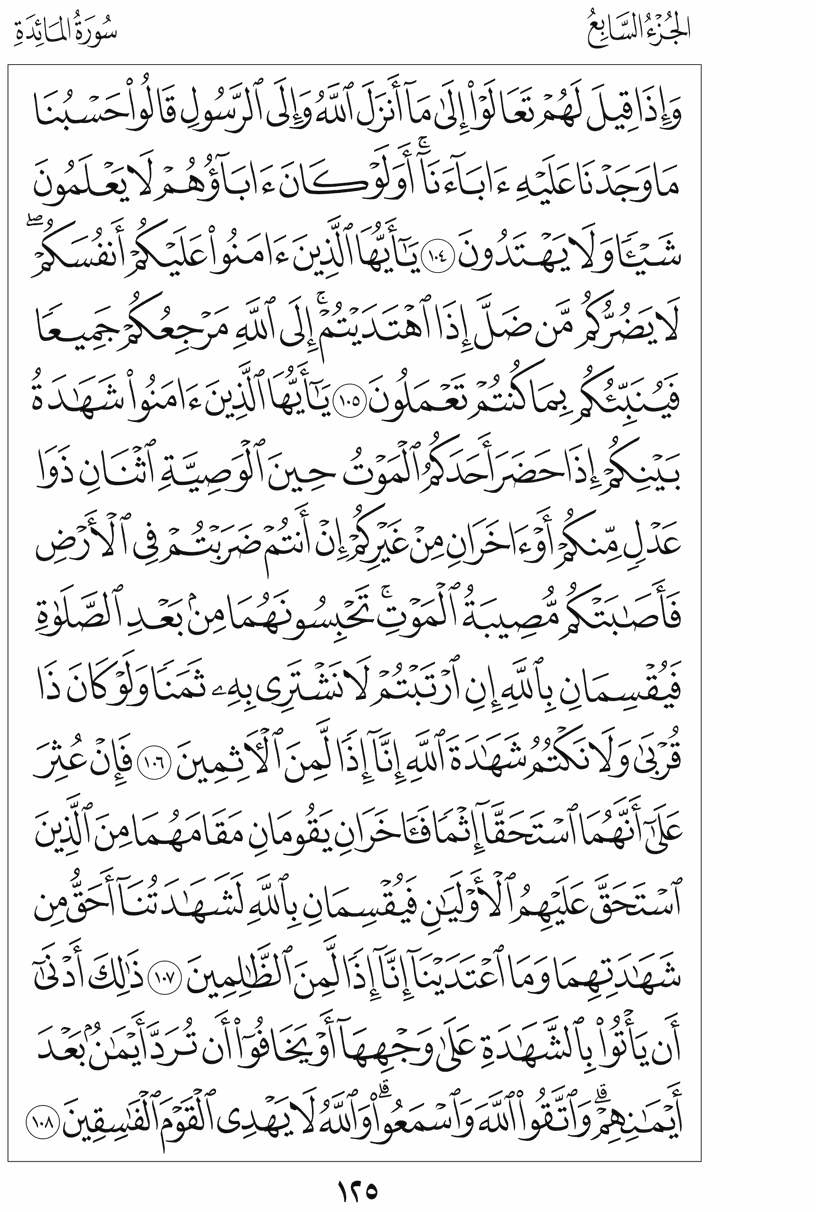 الجُزْءُ السَّابِعُ
سُورَةُ المَائِدَةِ
وَإِذَا قِيلَ لَهُمۡ تَعَالَوۡاْ إِلَىٰ مَآ أَنزَلَ ٱللَّهُ وَإِلَى ٱلرَّسُولِ قَالُواْ حَسۡبُنَا
مَا وَجَدۡنَا عَلَيۡهِ ءَابَآءَنَآۚ أَوَلَوۡ كَانَ ءَابَآؤُهُمۡ لَا يَعۡلَمُونَ
شَيۡـٔٗا وَلَا يَهۡتَدُونَ ١٠٤ يَٰٓأَيُّهَا ٱلَّذِينَ ءَامَنُواْ عَلَيۡكُمۡ أَنفُسَكُمۡۖ
لَا يَضُرُّكُم مَّن ضَلَّ إِذَا ٱهۡتَدَيۡتُمۡۚ إِلَى ٱللَّهِ مَرۡجِعُكُمۡ جَمِيعٗا
فَيُنَبِّئُكُم بِمَا كُنتُمۡ تَعۡمَلُونَ ١٠٥ يَٰٓأَيُّهَا ٱلَّذِينَ ءَامَنُواْ شَهَٰدَةُ
بَيۡنِكُمۡ إِذَا حَضَرَ أَحَدَكُمُ ٱلۡمَوۡتُ حِينَ ٱلۡوَصِيَّةِ ٱثۡنَانِ ذَوَا
عَدۡلٖ مِّنكُمۡ أَوۡ ءَاخَرَانِ مِنۡ غَيۡرِكُمۡ إِنۡ أَنتُمۡ ضَرَبۡتُمۡ فِي ٱلۡأَرۡضِ
فَأَصَٰبَتۡكُم مُّصِيبَةُ ٱلۡمَوۡتِۚ تَحۡبِسُونَهُمَا مِنۢ بَعۡدِ ٱلصَّلَوٰةِ
فَيُقۡسِمَانِ بِٱللَّهِ إِنِ ٱرۡتَبۡتُمۡ لَا نَشۡتَرِي بِهِۦ ثَمَنٗا وَلَوۡ كَانَ ذَا
قُرۡبَىٰ وَلَا نَكۡتُمُ شَهَٰدَةَ ٱللَّهِ إِنَّآ إِذٗا لَّمِنَ ٱلۡأٓثِمِينَ ١٠٦ فَإِنۡ عُثِرَ
عَلَىٰٓ أَنَّهُمَا ٱسۡتَحَقَّآ إِثۡمٗا فَـَٔاخَرَانِ يَقُومَانِ مَقَامَهُمَا مِنَ ٱلَّذِينَ
ٱسۡتَحَقَّ عَلَيۡهِمُ ٱلۡأَوۡلَيَٰنِ فَيُقۡسِمَانِ بِٱللَّهِ لَشَهَٰدَتُنَآ أَحَقُّ مِن
شَهَٰدَتِهِمَا وَمَا ٱعۡتَدَيۡنَآ إِنَّآ إِذٗا لَّمِنَ ٱلظَّٰلِمِينَ ١٠٧ ذَٰلِكَ أَدۡنَىٰٓ
أَن يَأۡتُواْ بِٱلشَّهَٰدَةِ عَلَىٰ وَجۡهِهَآ أَوۡ يَخَافُوٓاْ أَن تُرَدَّ أَيۡمَٰنُۢ بَعۡدَ
أَيۡمَٰنِهِمۡۗ وَٱتَّقُواْ ٱللَّهَ وَٱسۡمَعُواْۗ وَٱللَّهُ لَا يَهۡدِي ٱلۡقَوۡمَ ٱلۡفَٰسِقِينَ ١٠٨
١٢٥